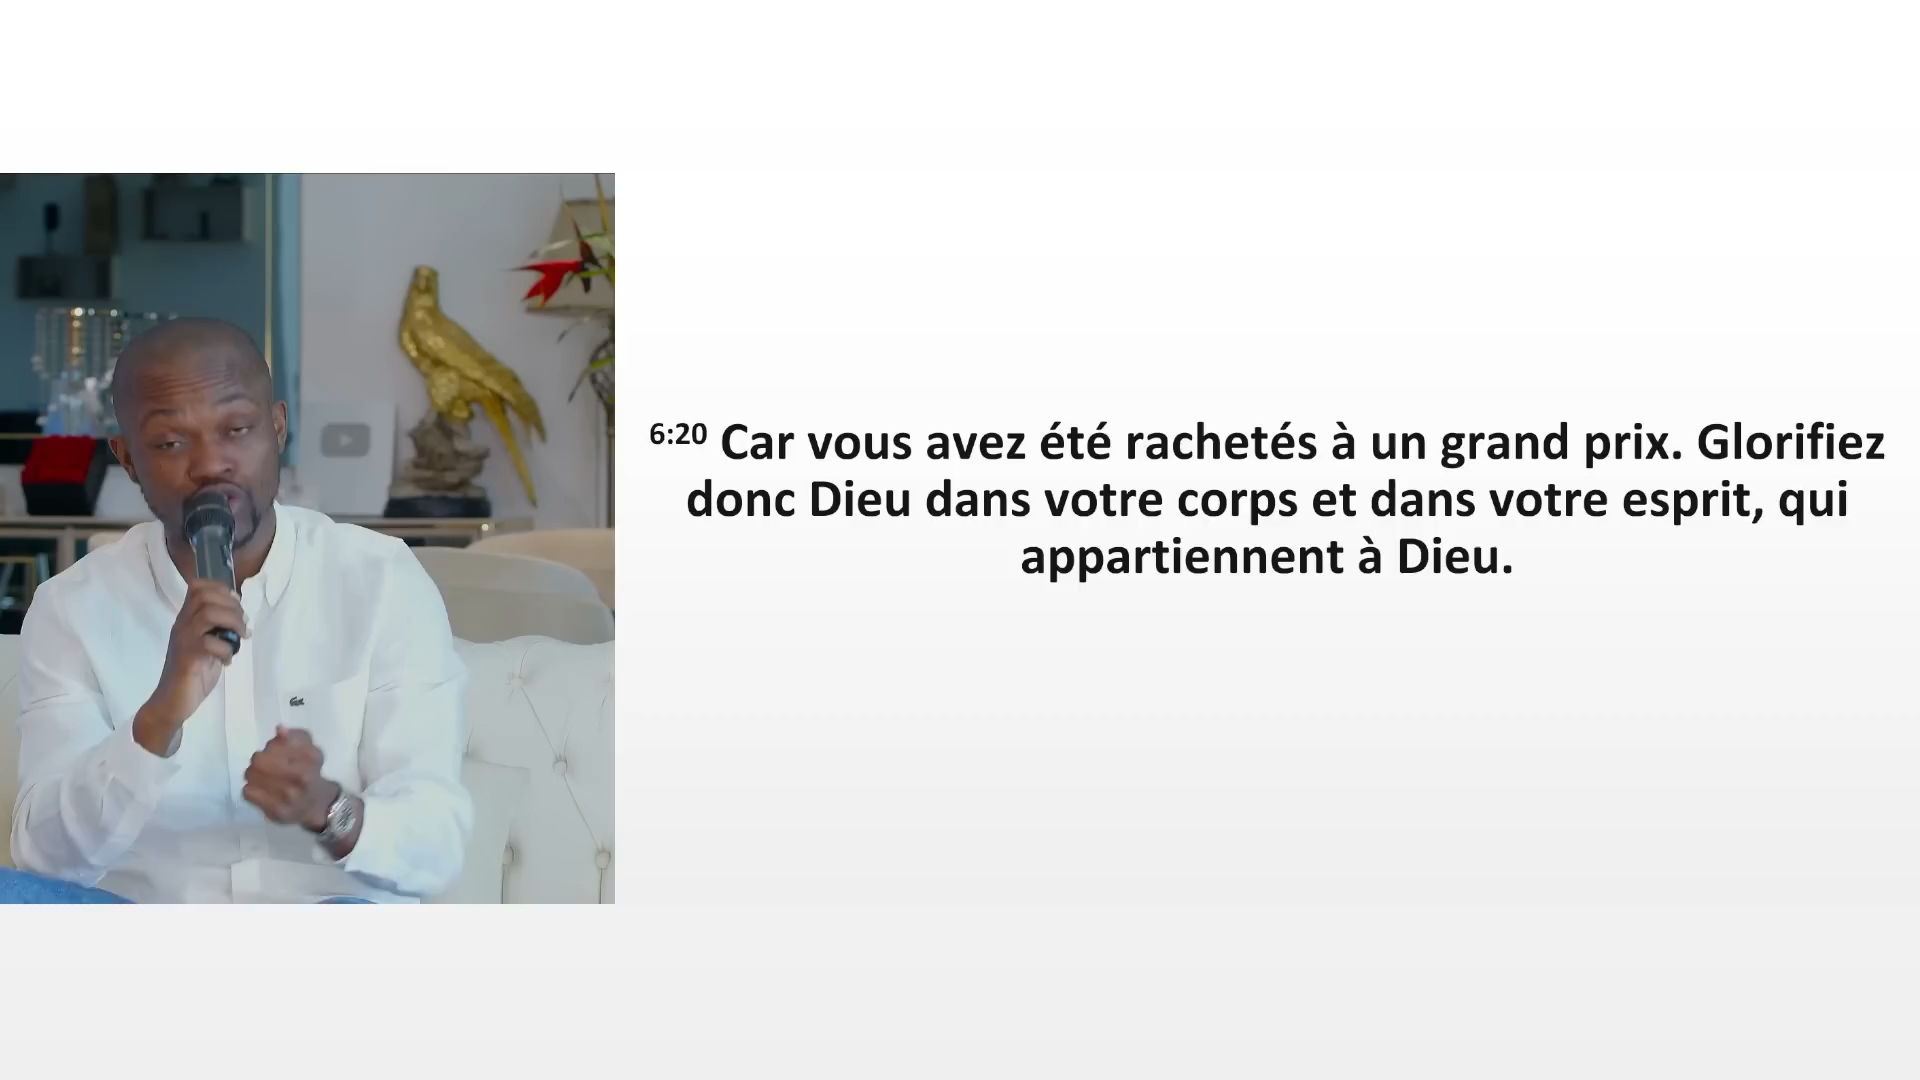 6:20 Car vous avez été rachetés à un grand prix. Glorifiez
donc Dieu dans votre corps et dans votre esprit, qui
appartiennent à Dieu.